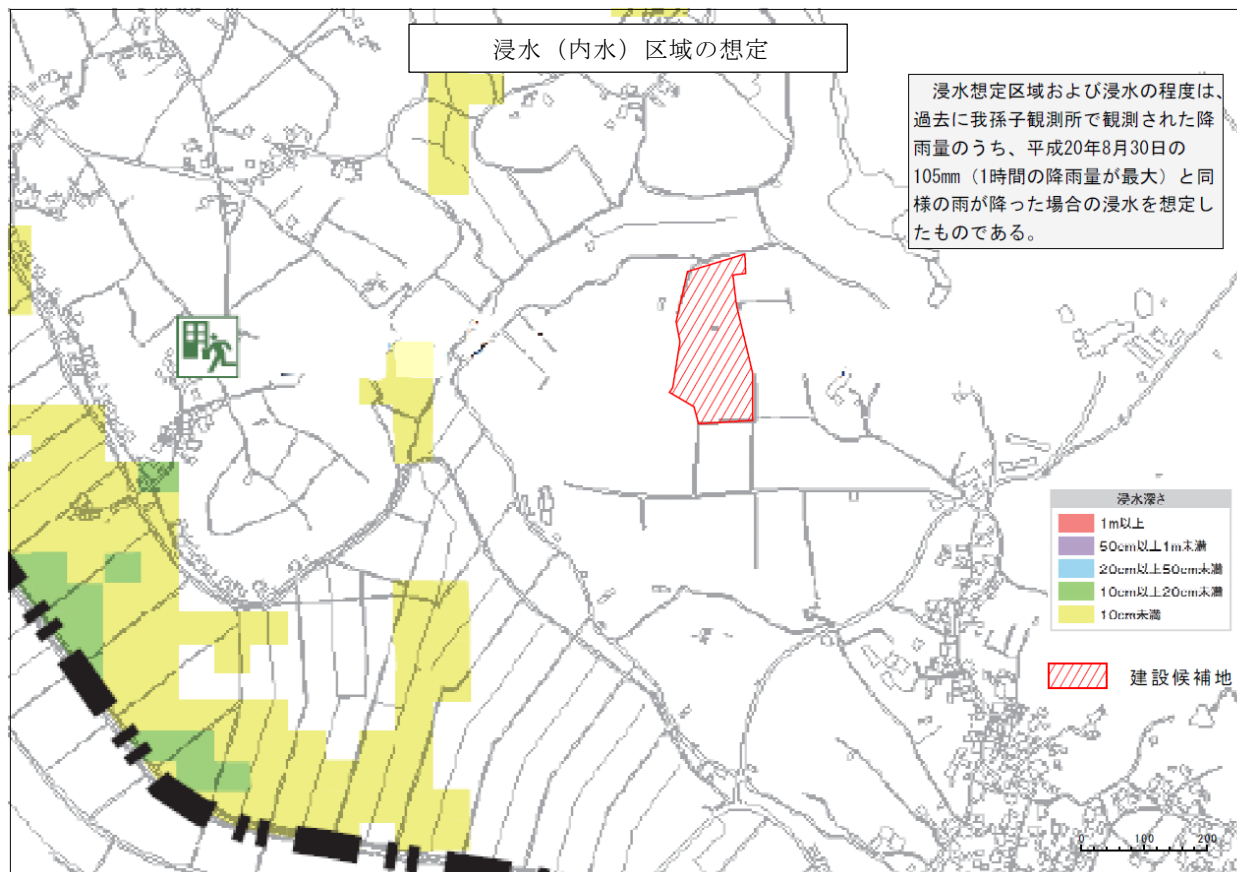 浸水（内水）区域の想定
浸水想定区域および浸水の程度は、
過去に我孫子観測所で観測された降
雨量のうち、平成20年8月30日の
105mm（1時間の降雨量が最大）と同
様の雨が降った場合の浸水を想定し
たものである。
浸水深さ
1m以上
50cm以上1m未満
20cm以上50cm未満
10cm以上20cm未満
10cm未満
建設候補地
0 100 200